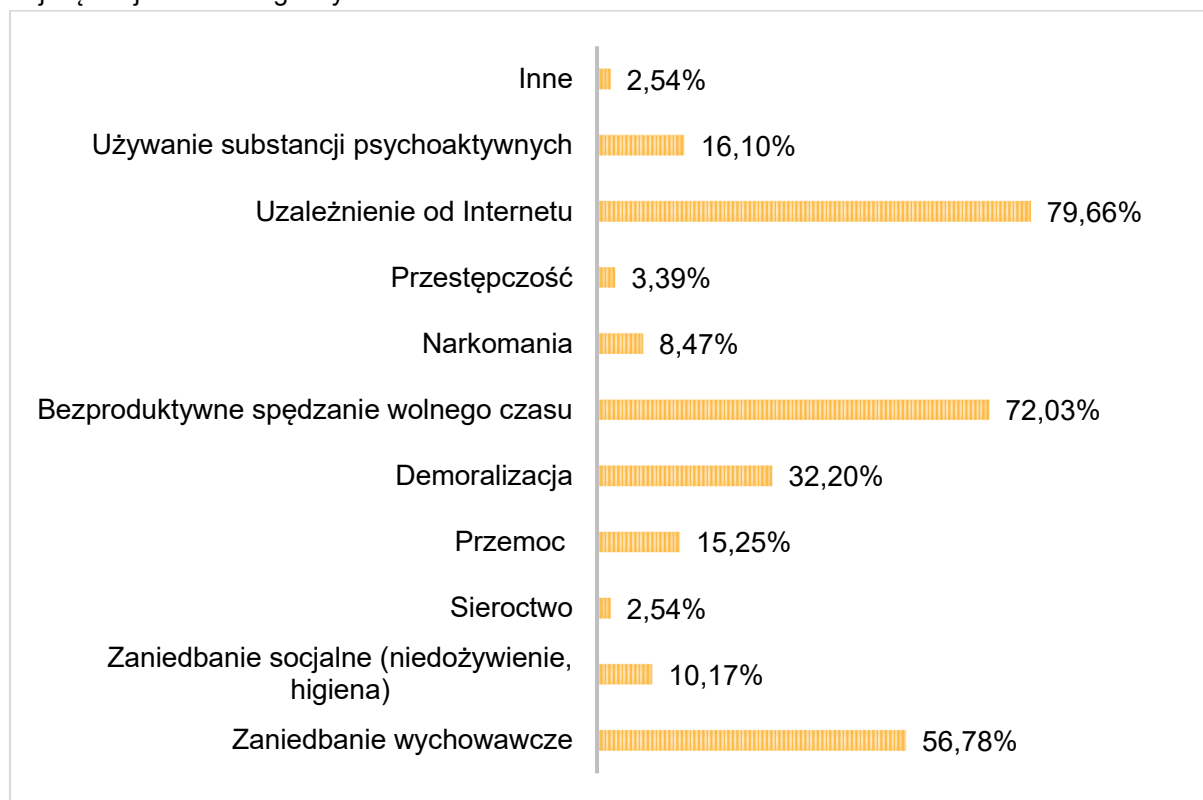 Inne 2,54%
Używanie substancji psychoaktywnych 16,10%
Uzależnienie od Internetu 79,66%
Przestępczość 3,39%
Narkomania 8,47%
Bezproduktywne spędzanie wolnego czasu 72,03%
Demoralizacja 32,20%
Przemoc 15,25%
Sieroctwo 2,54%
Zaniedbanie socjalne (niedożywienie,
higiena) 10,17%
Zaniedbanie wychowawcze 56,78%